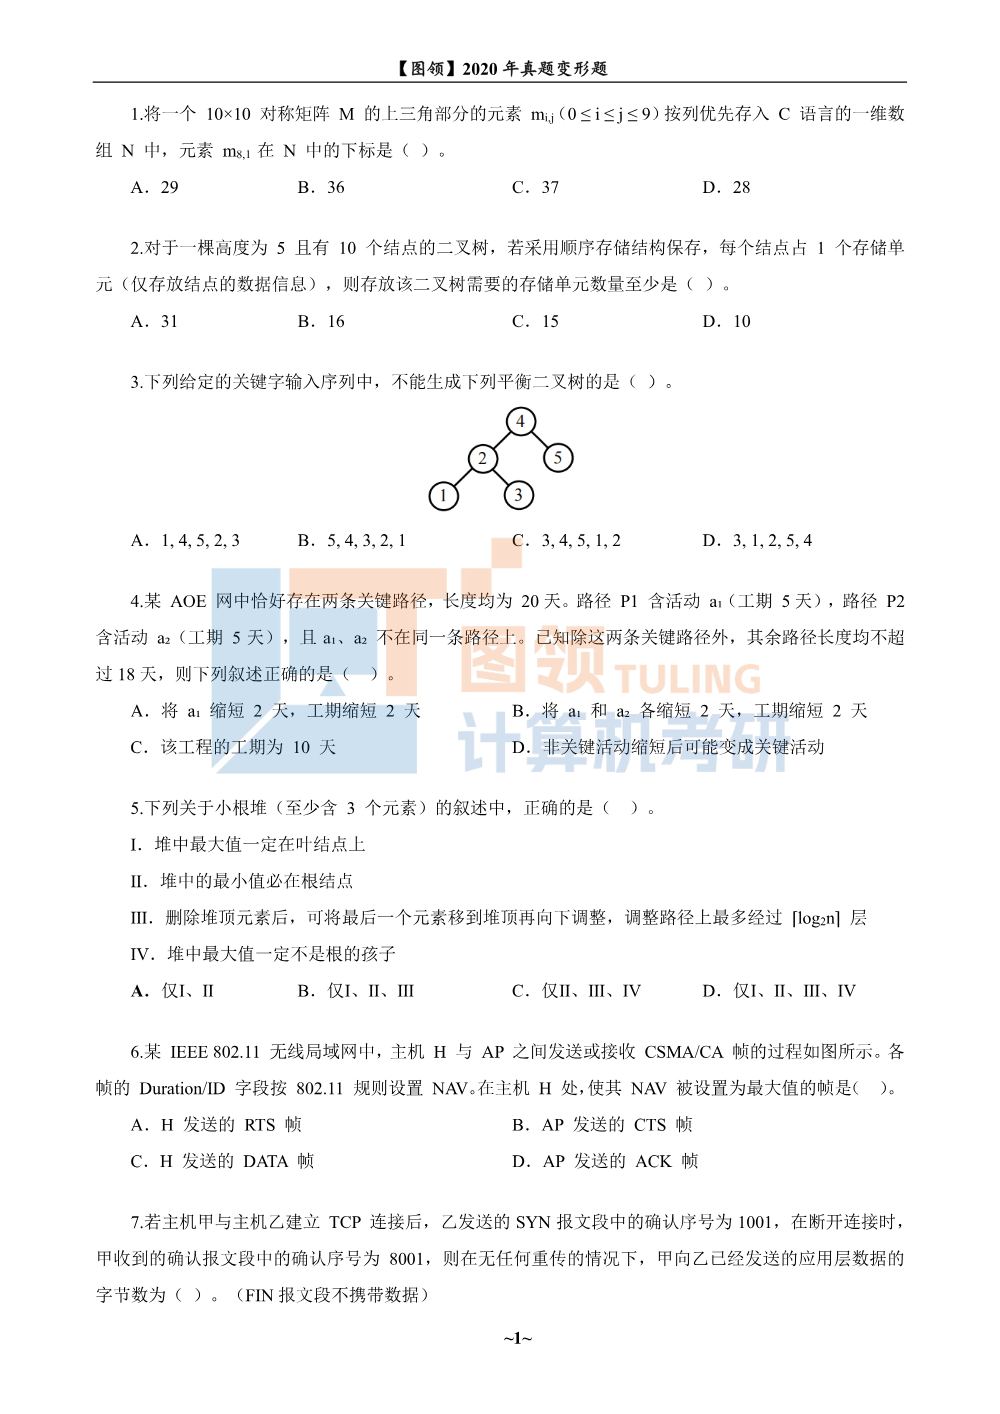 【图领】2020 年真题变形题
1.将一个 10×10 对称矩阵 M 的上三角部分的元素 mi,j（0 ≤ i ≤ j ≤ 9）按列优先存入 C 语言的一维数
组 N 中，元素 m8,1 在 N 中的下标是（ ）。
A．29 B．36 C．37 D．28
2.对于一棵高度为 5 且有 10 个结点的二叉树，若采用顺序存储结构保存，每个结点占 1 个存储单
元（仅存放结点的数据信息），则存放该二叉树需要的存储单元数量至少是（ ）。
A．31 B．16 C．15 D．10
3.下列给定的关键字输入序列中，不能生成下列平衡二叉树的是（ ）。
4
2 5
1 3
A．1, 4, 5, 2, 3 B．5, 4, 3, 2, 1 C．3, 4, 5, 1, 2 D．3, 1, 2, 5, 4
4.某 AOE 网中恰好存在两条关键路径，长度均为 20 天。路径 P1 含活动 a₁（工期 5 天），路径 P2
含活动 a₂（工期 5 天），且 a₁、a₂ 不在同一条路径上。已知除这两条关键路径外，其余路径长度均不超
过 18 天，则下列叙述正确的是（ ）。
图领 TULING
A．将 a₁ 缩短 2 天，工期缩短 2 天 B．将 a₁ 和 a₂ 各缩短 2 天，工期缩短 2 天
计算机考研
C．该工程的工期为 10 天 D．非关键活动缩短后可能变成关键活动
5.下列关于小根堆（至少含 3 个元素）的叙述中，正确的是（ ）。
I．堆中最大值一定在叶结点上
II．堆中的最小值必在根结点
III．删除堆顶元素后，可将最后一个元素移到堆顶再向下调整，调整路径上最多经过 ⌈log₂n⌉ 层
IV．堆中最大值一定不是根的孩子
A．仅I、II B．仅I、II、III C．仅II、III、IV D．仅I、II、III、IV
6.某 IEEE 802.11 无线局域网中，主机 H 与 AP 之间发送或接收 CSMA/CA 帧的过程如图所示。各
帧的 Duration/ID 字段按 802.11 规则设置 NAV。在主机 H 处，使其 NAV 被设置为最大值的帧是（ ）。
A．H 发送的 RTS 帧 B．AP 发送的 CTS 帧
C．H 发送的 DATA 帧 D．AP 发送的 ACK 帧
7.若主机甲与主机乙建立 TCP 连接后，乙发送的 SYN 报文段中的确认序号为 1001，在断开连接时，
甲收到的确认报文段中的确认序号为 8001，则在无任何重传的情况下，甲向乙已经发送的应用层数据的
字节数为（ ）。（FIN 报文段不携带数据）
~1~